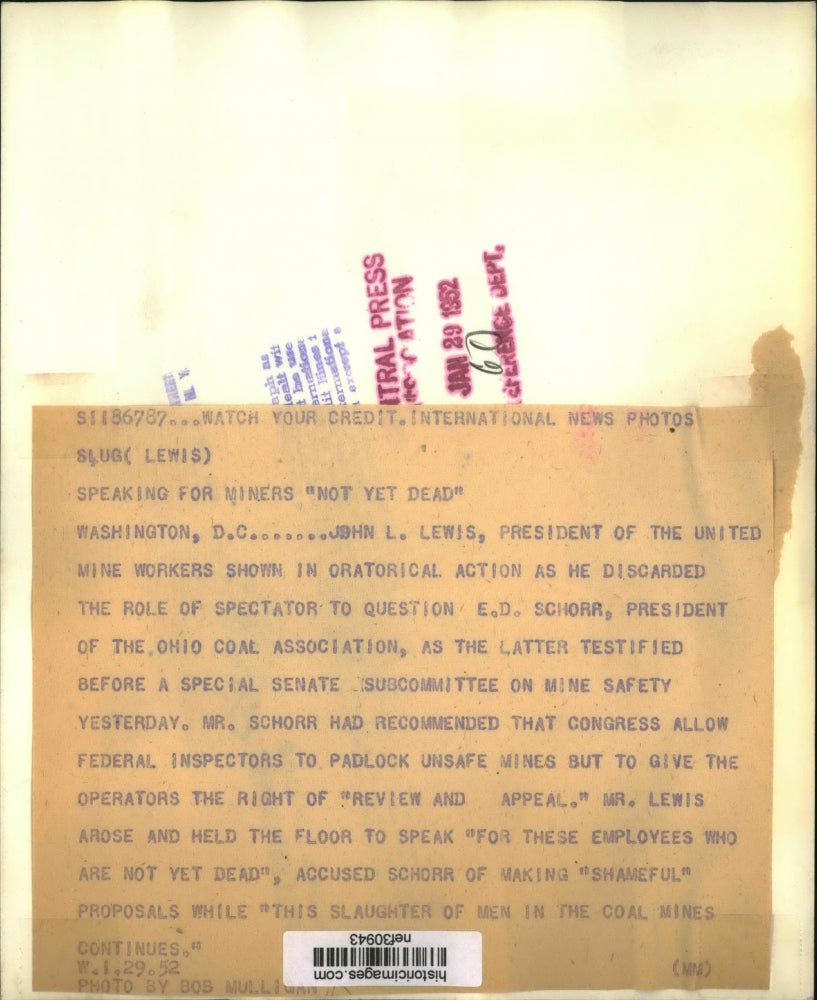 TRAL PRESS
JAN 29 1952
60
DEPT.
N. Y.
S1186787...WATCH YOUR CREDIT.INTERNATIONAL NEWS PHOTOS
SLUG( LEWIS)
SPEAKING FOR MINERS "NOT YET DEAD"
WASHINGTON, D.C........JOHN L. LEWIS, PRESIDENT OF THE UNITED
MINE WORKERS SHOWN IN ORATORICAL ACTION AS HE DISCARDED
THE ROLE OF SPECTATOR TO QUESTION E.D. SCHORR, PRESIDENT
OF THE OHIO COAL ASSOCIATION, AS THE LATTER TESTIFIED
BEFORE A SPECIAL SENATE SUBCOMMITTEE ON MINE SAFETY
YESTERDAY. MR. SCHORR HAD RECOMMENDED THAT CONGRESS ALLOW
FEDERAL INSPECTORS TO PADLOCK UNSAFE MINES BUT TO GIVE THE
OPERATORS THE RIGHT OF "REVIEW AND APPEAL." MR. LEWIS
AROSE AND HELD THE FLOOR TO SPEAK "FOR THESE EMPLOYEES WHO
ARE NOT YET DEAD", ACCUSED SCHORR OF MAKING "SHAMEFUL"
PROPOSALS WHILE "THIS SLAUGHTER OF MEN IN THE COAL MINES
CONTINUES."
W.1.29.52 (MM)
PHOTO BY BOB MULLIGAN
historicimages.com
nef30943